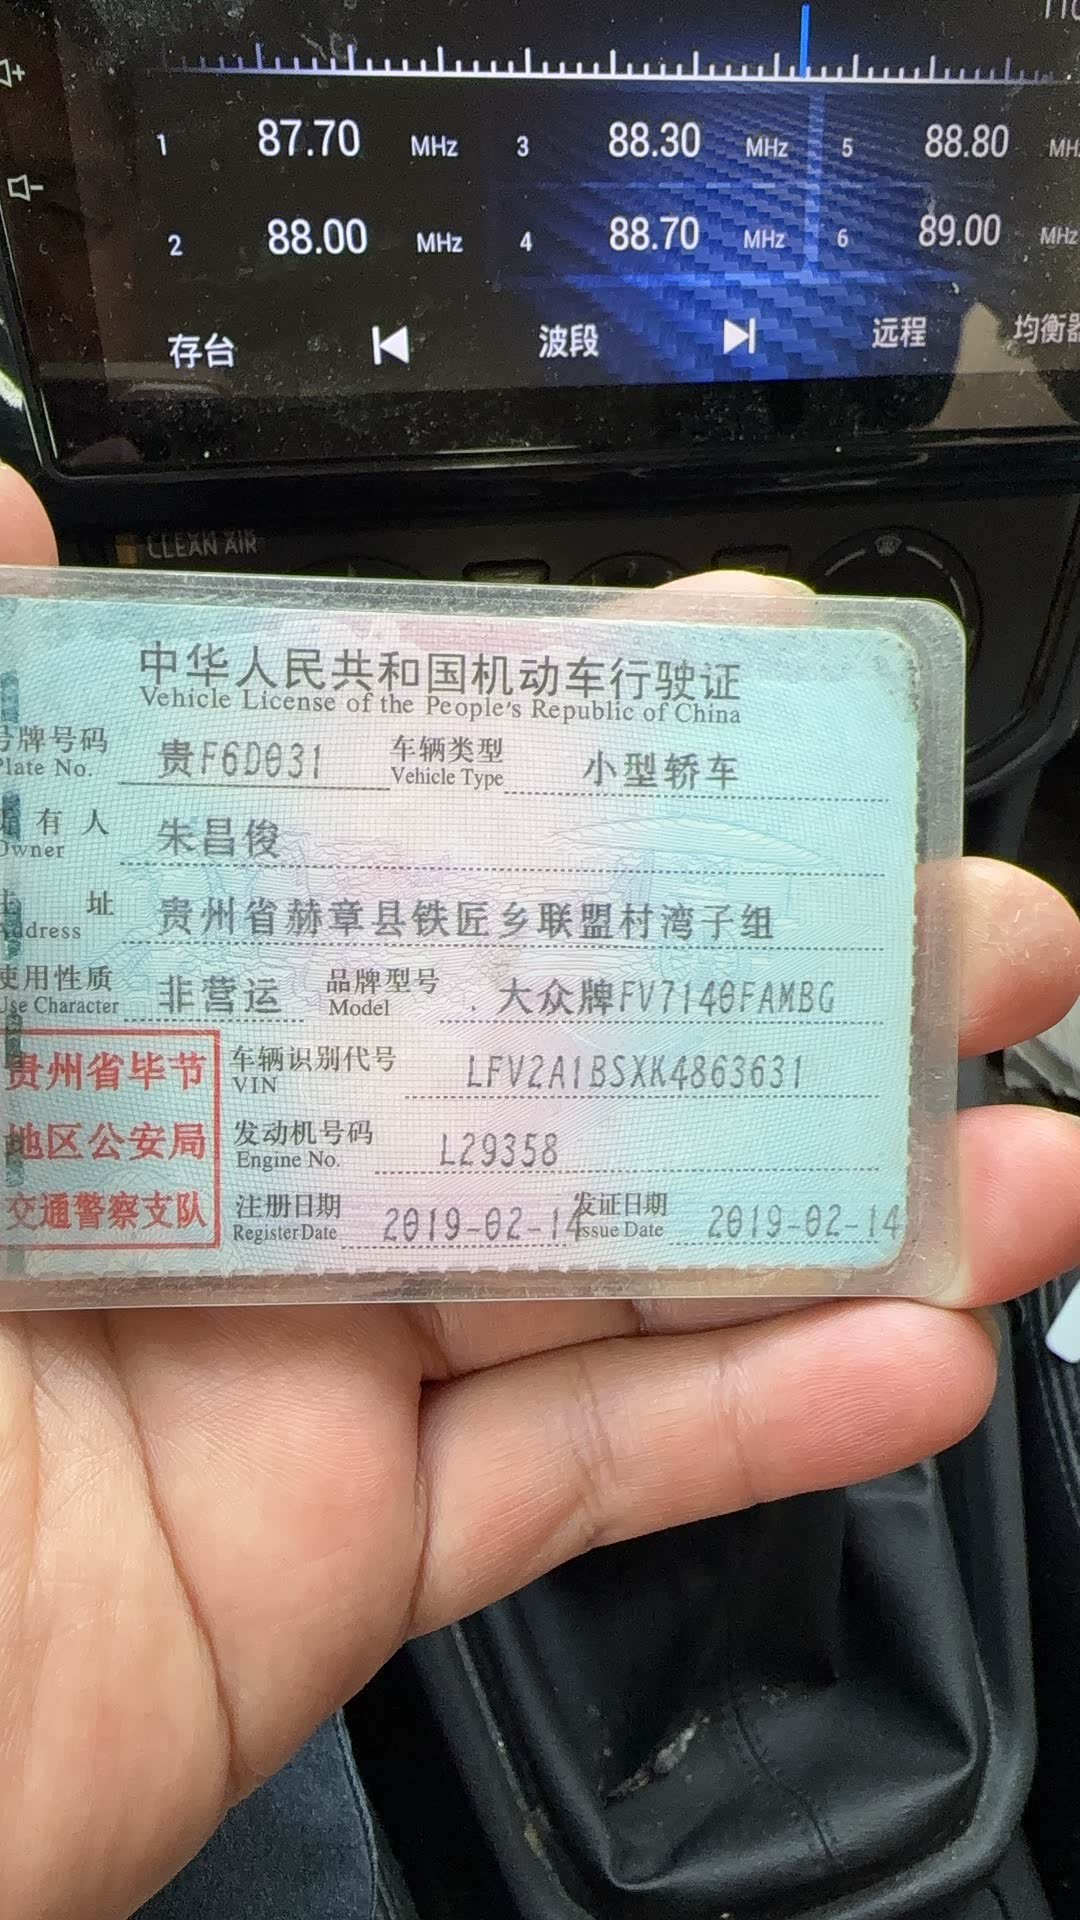 1 87.70 MHz 3 88.30 MHz 5 88.80 MH
2 88.00 MHz 4 88.70 MHz 6 89.00 MHz
存台 波段 远程 均衡器
CLEAN AIR
中华人民共和国机动车行驶证
Vehicle License of the People's Republic of China
号牌号码 贵F6D031 车辆类型 小型轿车
Plate No. Vehicle Type
所有人 朱昌俊
Owner
住址 贵州省赫章县铁匠乡联盟村湾子组
Address
使用性质 非营运 品牌型号 大众牌FV7140FAMBG
Use Character Model
贵州省毕节
地区公安局
交通警察支队
车辆识别代号 LFV2A1BSXK4863631
VIN
发动机号码 L29358
Engine No.
注册日期 2019-02-14 发证日期 2019-02-14
Register Date Issue Date